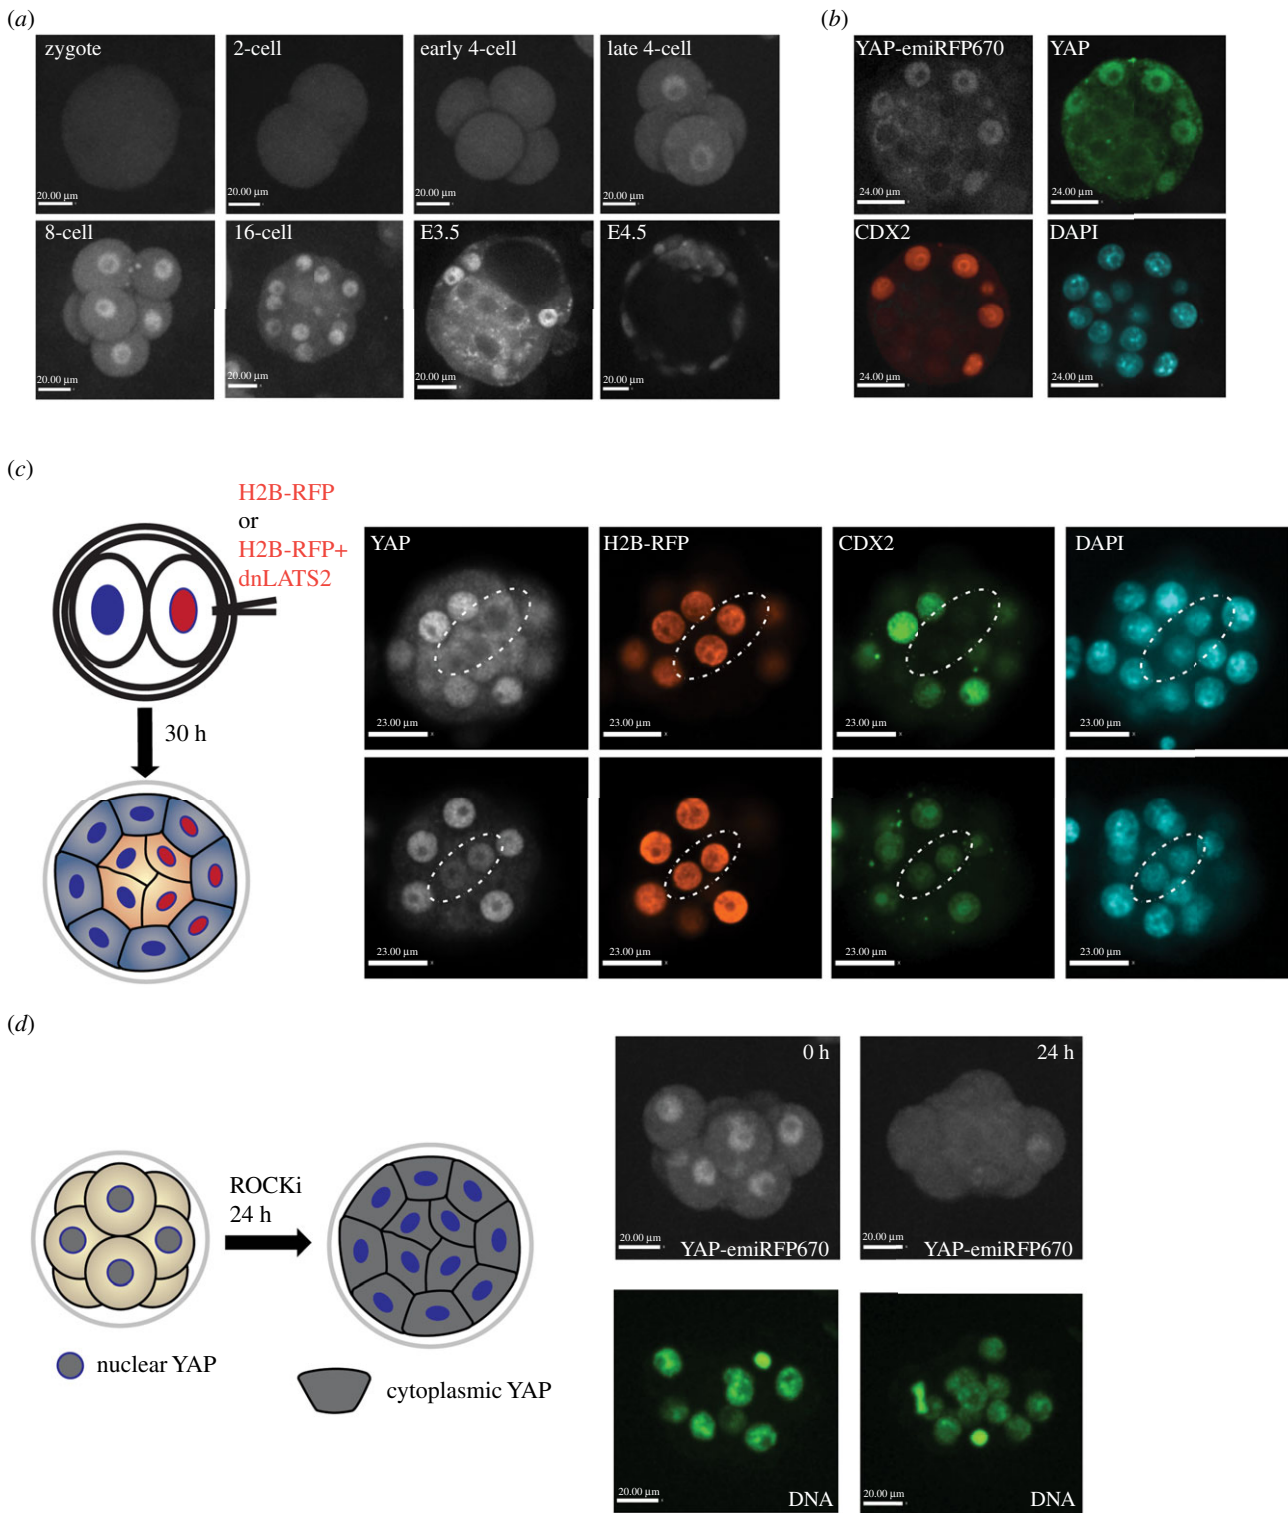 (a)
zygote
2-cell
early 4-cell
late 4-cell
20.00 µm
20.00 µm
20.00 µm
20.00 µm
8-cell
16-cell
E3.5
E4.5
20.00 µm
20.00 µm
20.00 µm
20.00 µm
(b)
YAP-emiRFP670
YAP
24.00 µm
24.00 µm
CDX2
DAPI
24.00 µm
24.00 µm
(c)
H2B-RFP
or
H2B-RFP+
dnLATS2
30 h
YAP
H2B-RFP
CDX2
DAPI
23.00 µm
23.00 µm
23.00 µm
23.00 µm
23.00 µm
23.00 µm
23.00 µm
23.00 µm
(d)
ROCKi
24 h
nuclear YAP
cytoplasmic YAP
0 h
24 h
20.00 µm
YAP-emiRFP670
20.00 µm
YAP-emiRFP670
20.00 µm
DNA
20.00 µm
DNA